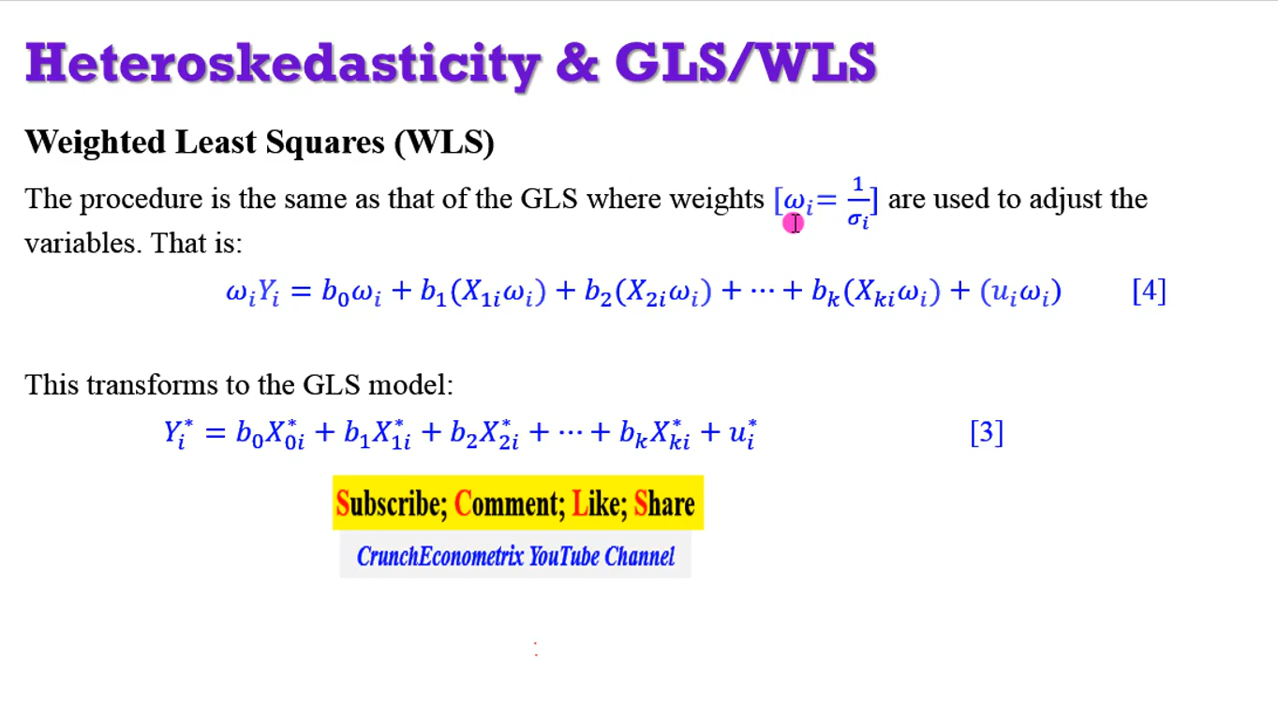 Heteroskedasticity & GLS/WLS
Weighted Least Squares (WLS)
The procedure is the same as that of the GLS where weights [ωᵢ= 1/σᵢ] are used to adjust the
variables. That is:
ωᵢYᵢ = b₀ωᵢ + b₁(X₁ᵢωᵢ) + b₂(X₂ᵢωᵢ) + ⋯ + bₖ(Xₖᵢωᵢ) + (uᵢωᵢ) [4]
This transforms to the GLS model:
Yᵢ* = b₀X₀ᵢ* + b₁X₁ᵢ* + b₂X₂ᵢ* + ⋯ + bₖXₖᵢ* + uᵢ* [3]
Subscribe; Comment; Like; Share
CrunchEconometrix YouTube Channel